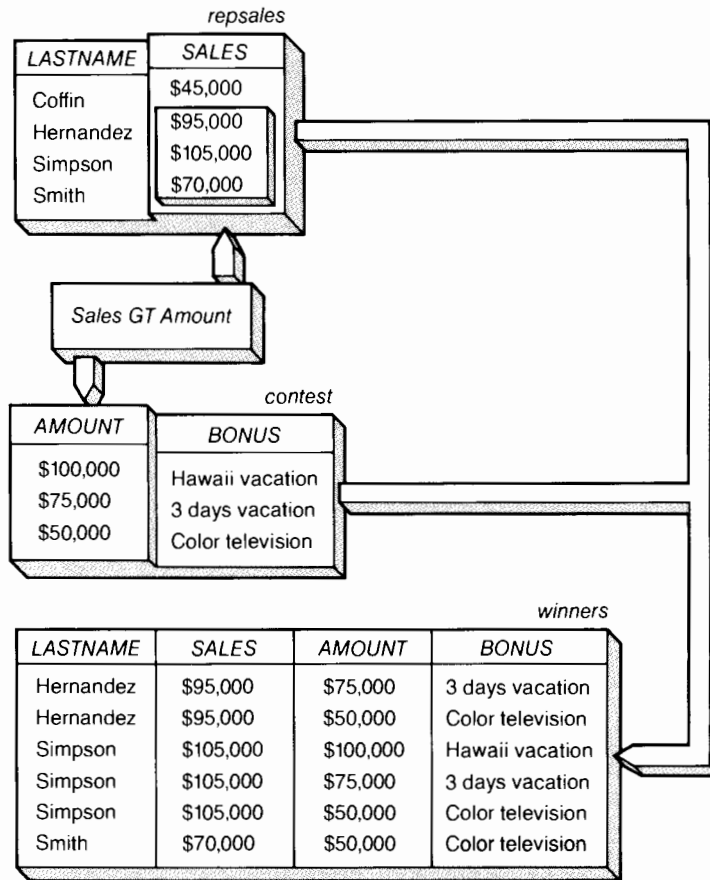 repsales
LASTNAME SALES
Coffin $45,000
Hernandez $95,000
Simpson $105,000
Smith $70,000
Sales GT Amount
contest
AMOUNT BONUS
$100,000 Hawaii vacation
$75,000 3 days vacation
$50,000 Color television
winners
LASTNAME SALES AMOUNT BONUS
Hernandez $95,000 $75,000 3 days vacation
Hernandez $95,000 $50,000 Color television
Simpson $105,000 $100,000 Hawaii vacation
Simpson $105,000 $75,000 3 days vacation
Simpson $105,000 $50,000 Color television
Smith $70,000 $50,000 Color television